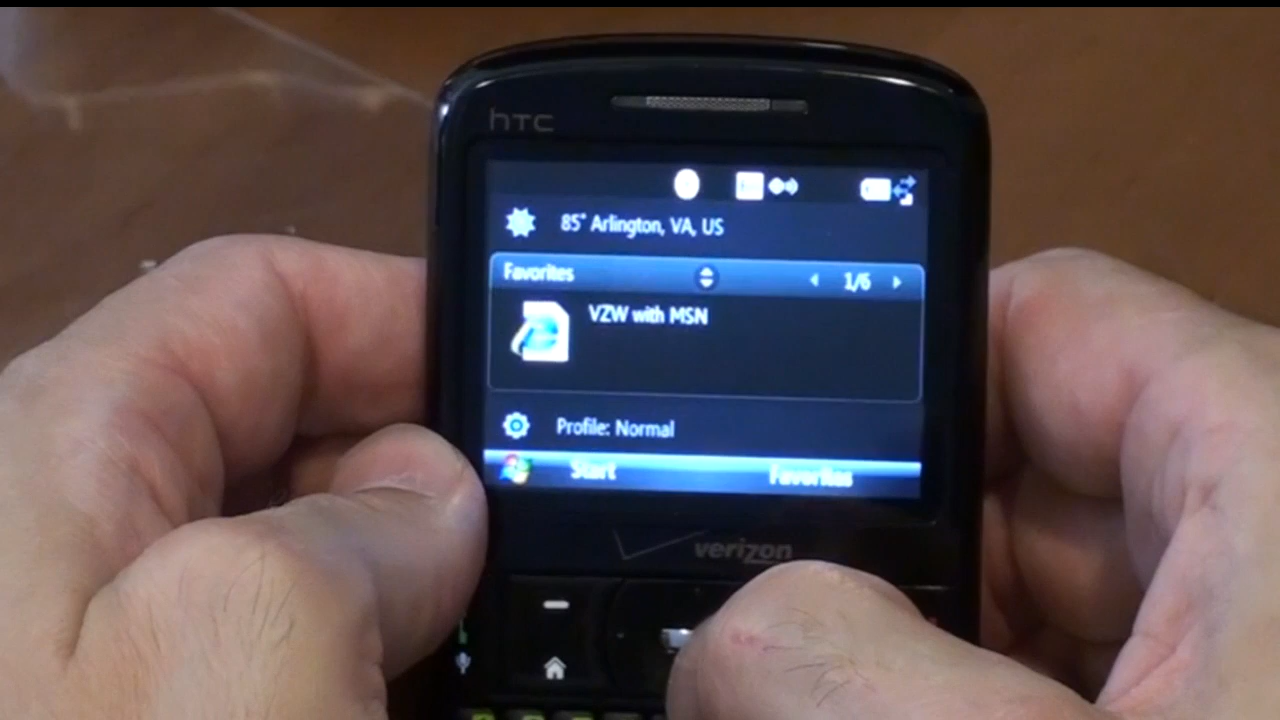 hTC
85° Arlington, VA, US
Favorites
1/6
VZW with MSN
Profile: Normal
Start
Favorites
verizon